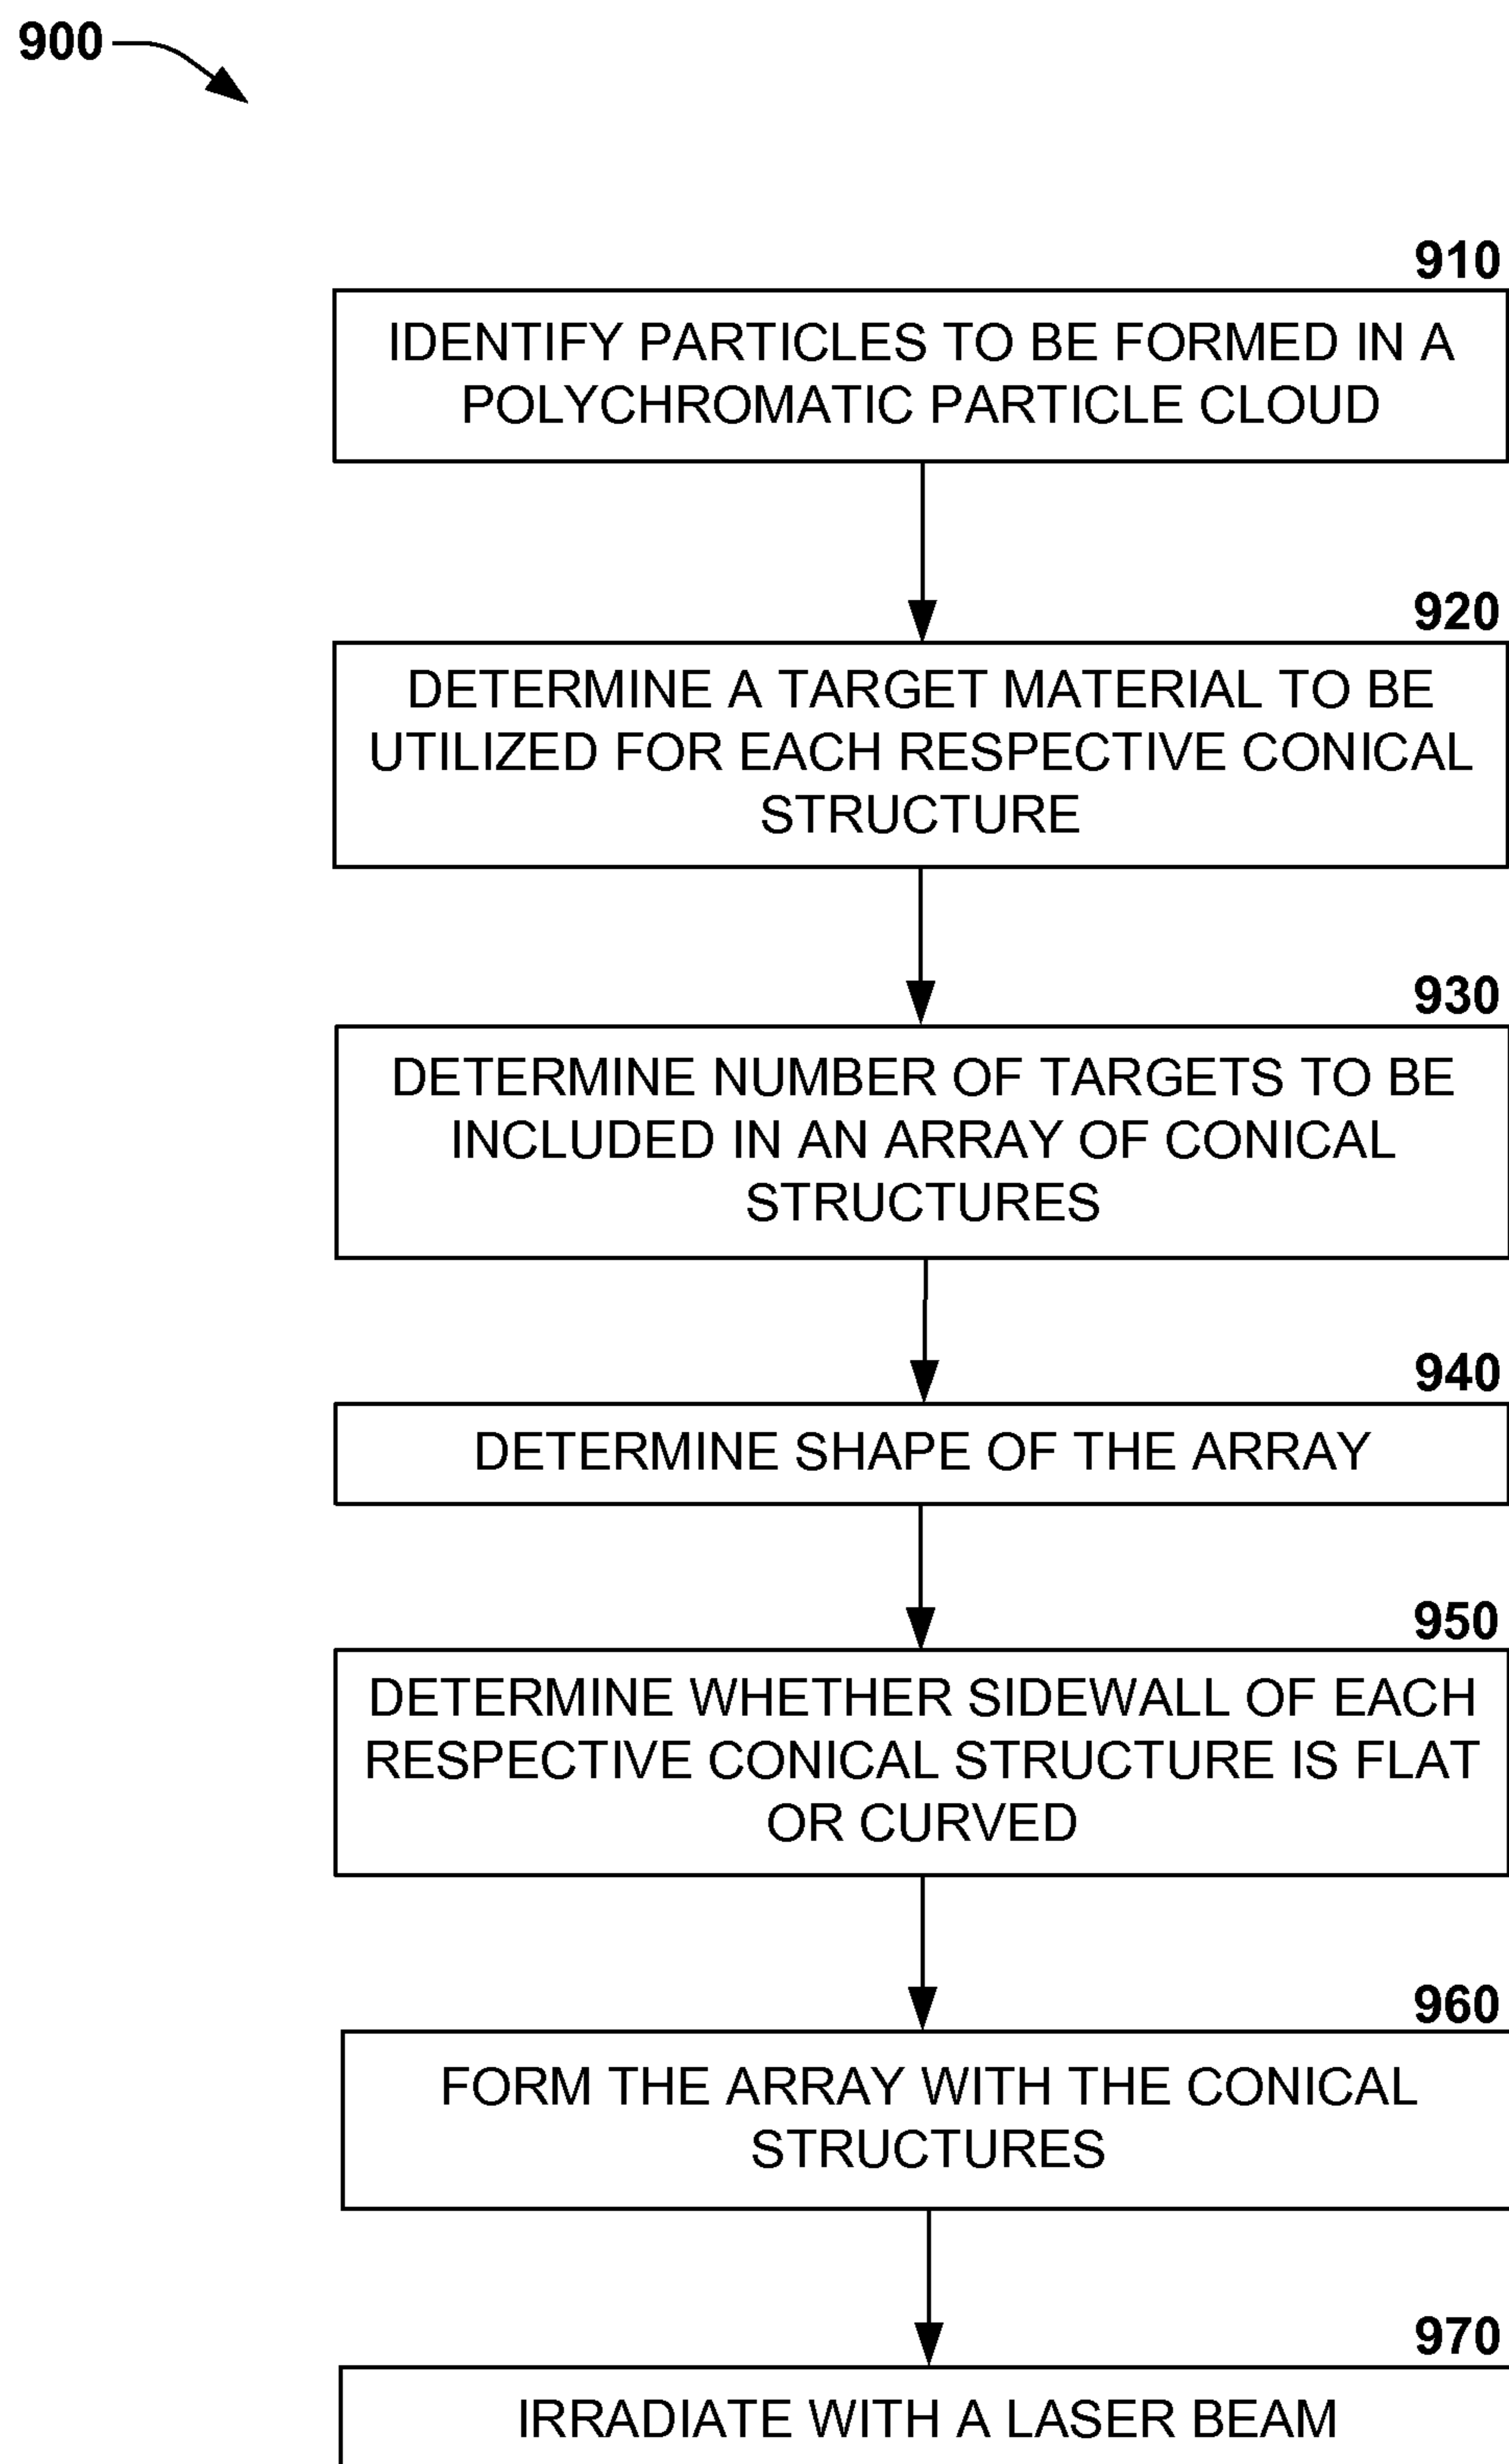 900
910
IDENTIFY PARTICLES TO BE FORMED IN A
POLYCHROMATIC PARTICLE CLOUD
920
DETERMINE A TARGET MATERIAL TO BE
UTILIZED FOR EACH RESPECTIVE CONICAL
STRUCTURE
930
DETERMINE NUMBER OF TARGETS TO BE
INCLUDED IN AN ARRAY OF CONICAL
STRUCTURES
940
DETERMINE SHAPE OF THE ARRAY
950
DETERMINE WHETHER SIDEWALL OF EACH
RESPECTIVE CONICAL STRUCTURE IS FLAT
OR CURVED
960
FORM THE ARRAY WITH THE CONICAL
STRUCTURES
970
IRRADIATE WITH A LASER BEAM